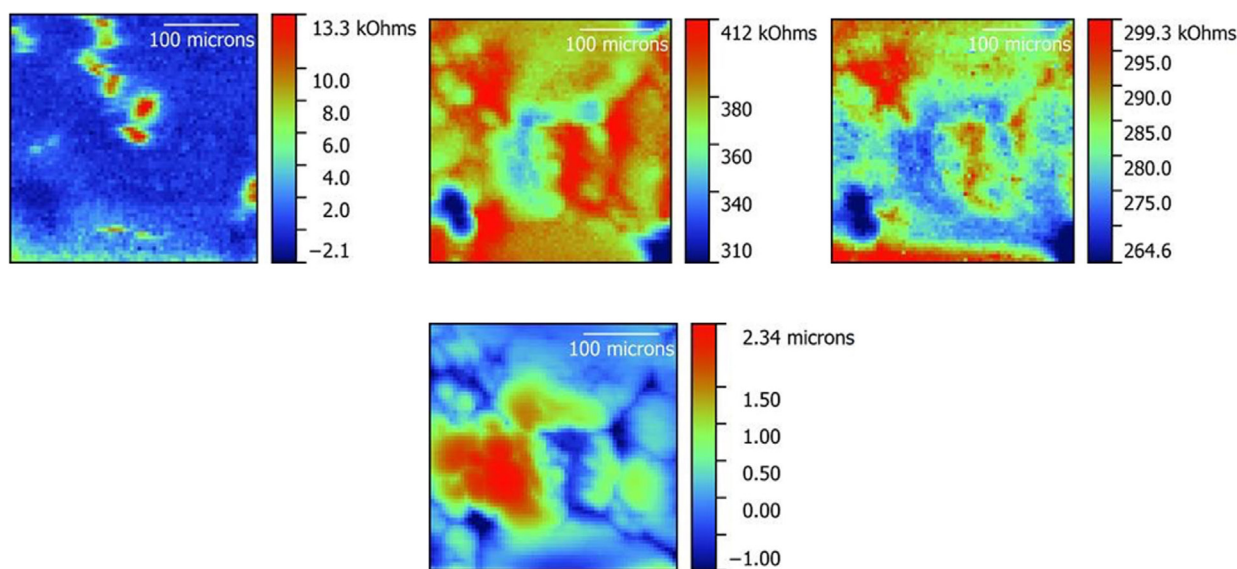 100 microns
13.3 kOhms
10.0
8.0
6.0
4.0
2.0
−2.1
100 microns
412 kOhms
380
360
340
310
100 microns
299.3 kOhms
295.0
290.0
285.0
280.0
275.0
264.6
100 microns
2.34 microns
1.50
1.00
0.50
0.00
−1.00